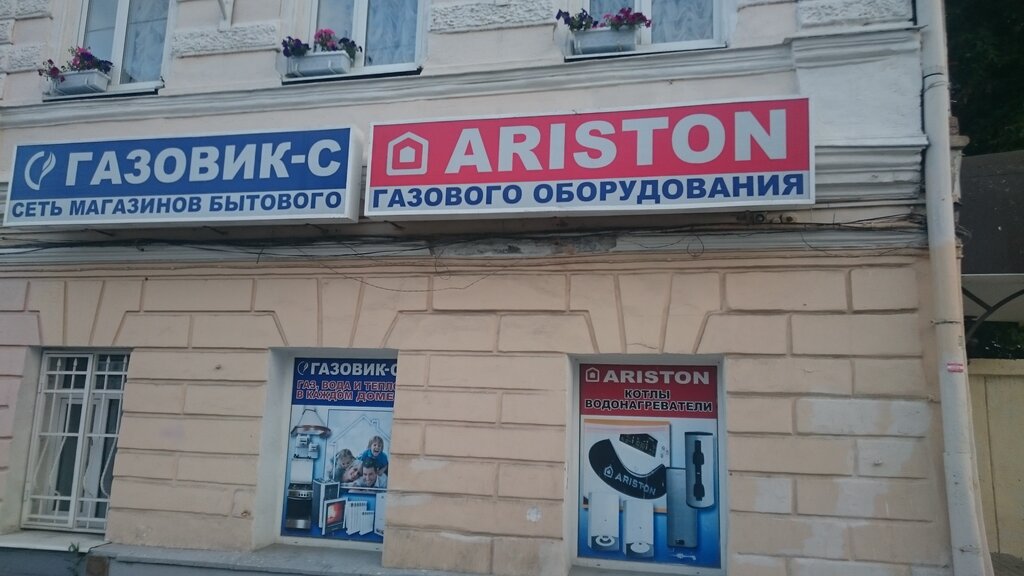 ГАЗОВИК-С
СЕТЬ МАГАЗИНОВ БЫТОВОГО
ARISTON
ГАЗОВОГО ОБОРУДОВАНИЯ
ГАЗОВИК-С
ГАЗ, ВОДА И ТЕПЛО
В КАЖДОМ ДОМЕ
ARISTON
КОТЛЫ
ВОДОНАГРЕВАТЕЛИ
ARISTON